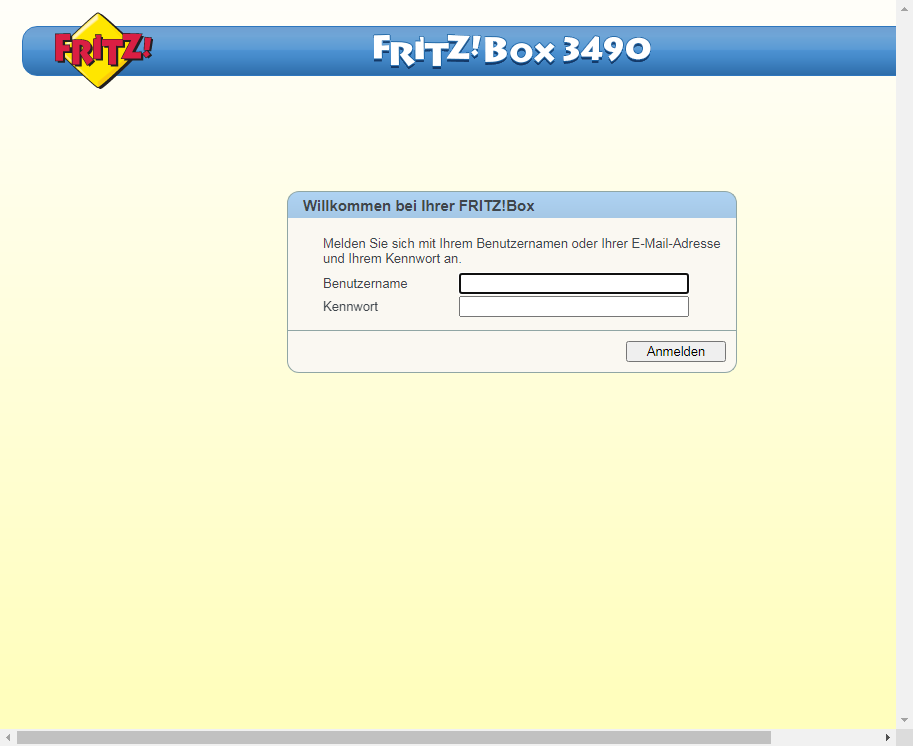 FRITZ!
FRITZ!Box 3490
Willkommen bei Ihrer FRITZ!Box
Melden Sie sich mit Ihrem Benutzernamen oder Ihrer E-Mail-Adresse
und Ihrem Kennwort an.
Benutzername
Kennwort
Anmelden